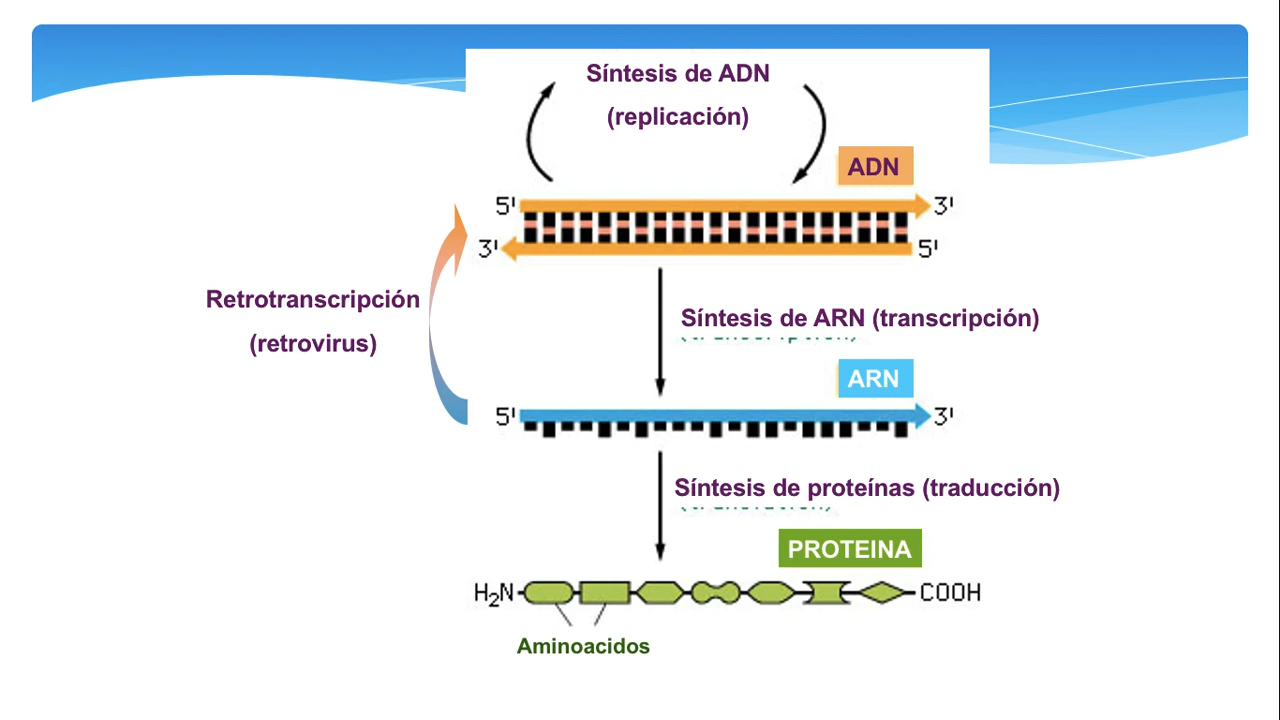 Síntesis de ADN
(replicación)
ADN
5' 3'
3' 5'
Retrotranscripción
(retrovirus)
Síntesis de ARN (transcripción)
ARN
5' 3'
Síntesis de proteínas (traducción)
PROTEINA
H₂N COOH
Aminoacidos